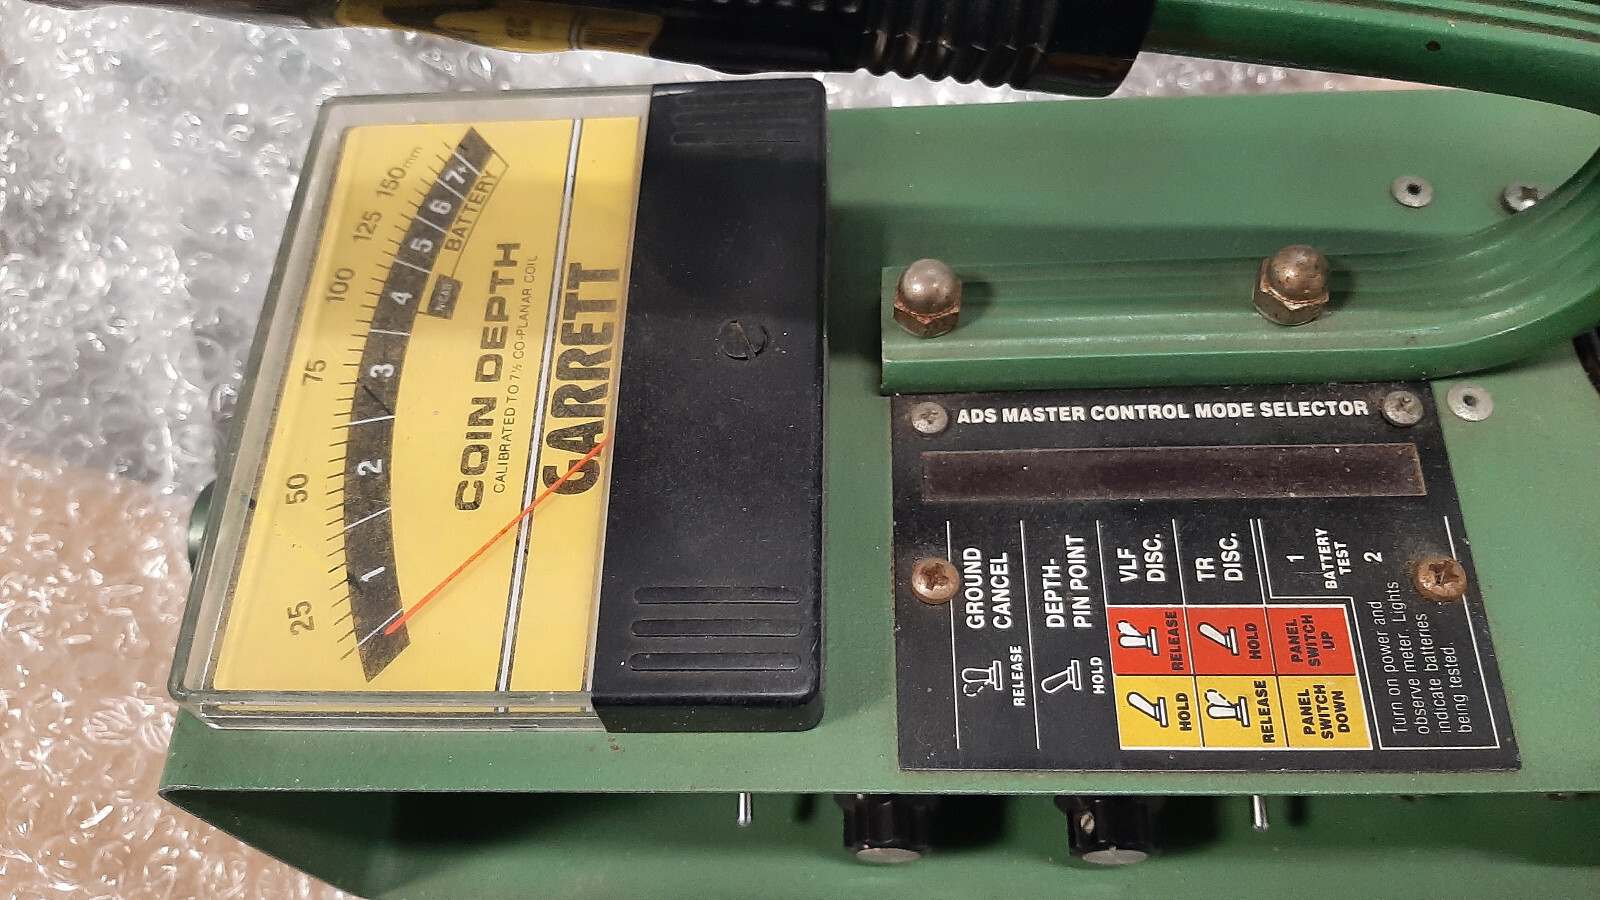 25 50 75 100 125 150mm
1 2 3 4 5 6 7+
BATTERY
COIN DEPTH
CALIBRATED TO 7½ CO-PLANAR COIL
GARRETT
ADS MASTER CONTROL MODE SELECTOR
GROUND
CANCEL
RELEASE
DEPTH-
PIN POINT
HOLD
VLF
DISC.
RELEASE
HOLD
TR
DISC.
HOLD
RELEASE
1
BATTERY
TEST
2
PANEL
SWITCH
UP
PANEL
SWITCH
DOWN
Turn on power and
observe meter. Lights
indicate batteries
being tested.